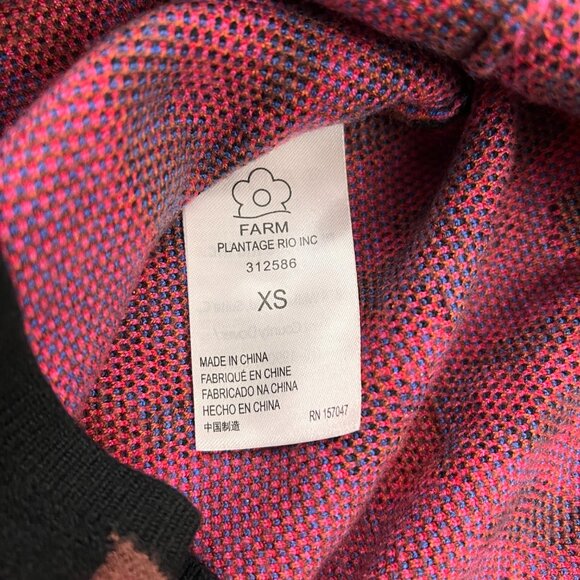 FARM
PLANTAGE RIO INC
312586
XS
MADE IN CHINA
FABRIQUÉ EN CHINE
FABRICADO NA CHINA
HECHO EN CHINA
中国制造
RN 157047